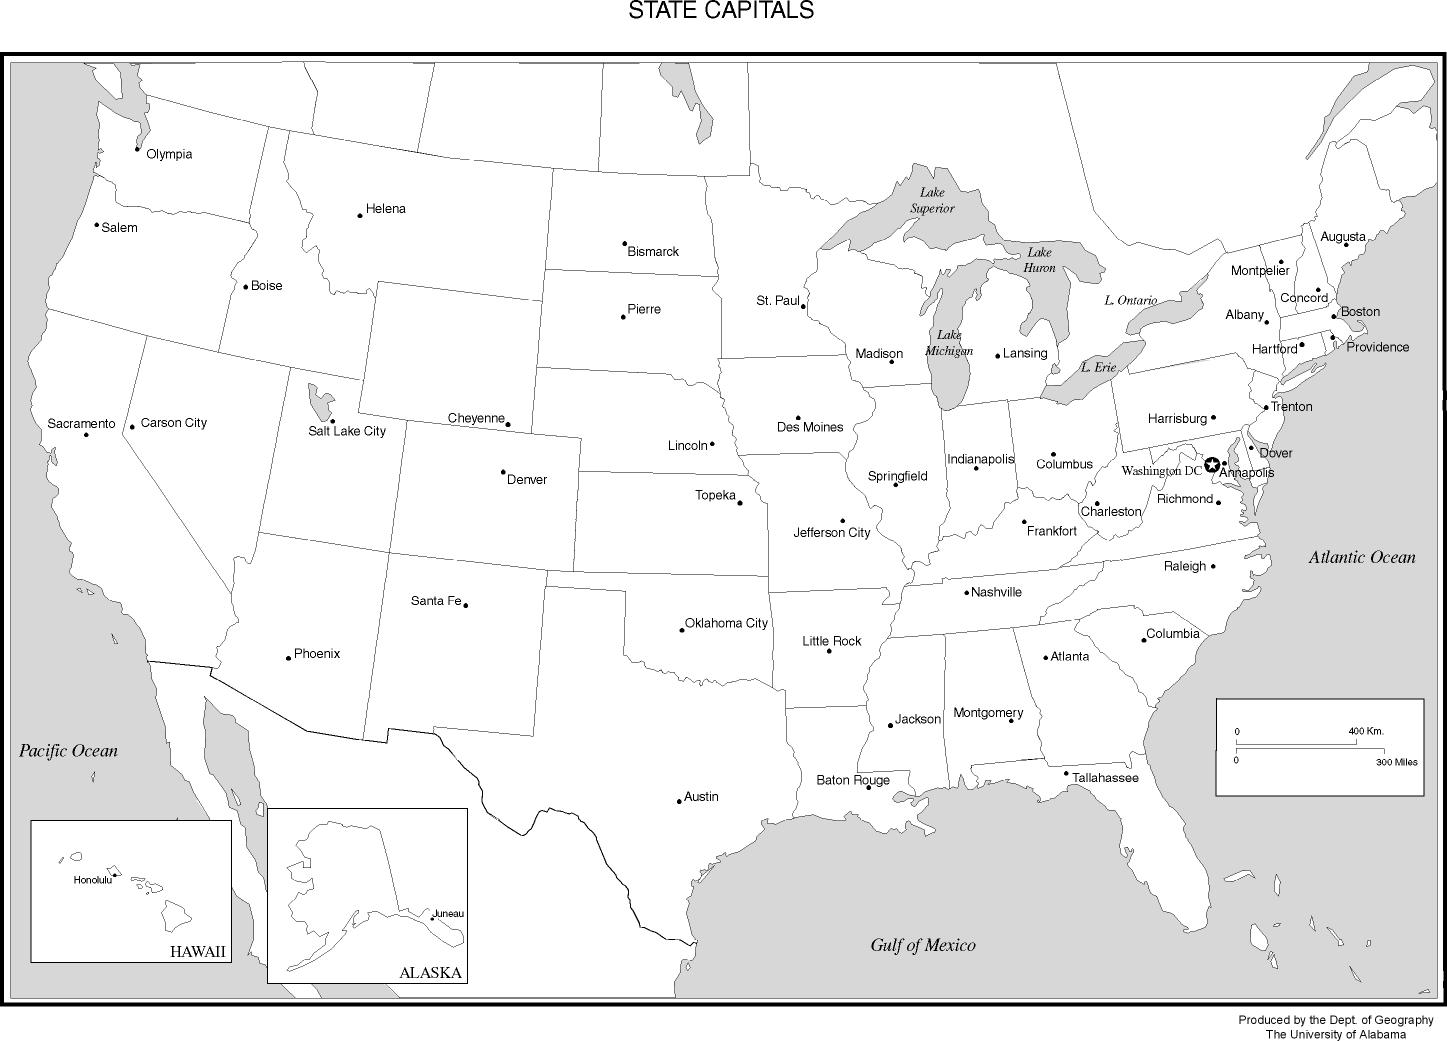 STATE CAPITALS
Olympia
Helena
Salem
Bismarck
Boise
Pierre
St. Paul
Lake
Superior
Lake
Huron
L. Ontario
Augusta
Montpelier
Concord
Albany
Boston
Hartford
Providence
Lake
Michigan
Madison
Lansing
L. Erie
Sacramento
Carson City
Salt Lake City
Cheyenne
Lincoln
Des Moines
Harrisburg
Trenton
Denver
Topeka
Springfield
Indianapolis
Columbus
Washington DC
Dover
Annapolis
Jefferson City
Frankfort
Charleston
Richmond
Atlantic Ocean
Santa Fe
Oklahoma City
Nashville
Raleigh
Phoenix
Little Rock
Atlanta
Columbia
Jackson
Montgomery
Pacific Ocean
Austin
Baton Rouge
Tallahassee
0
400 Km.
0
300 Miles
Honolulu
HAWAII
Juneau
ALASKA
Gulf of Mexico
Produced by the Dept. of Geography
The University of Alabama